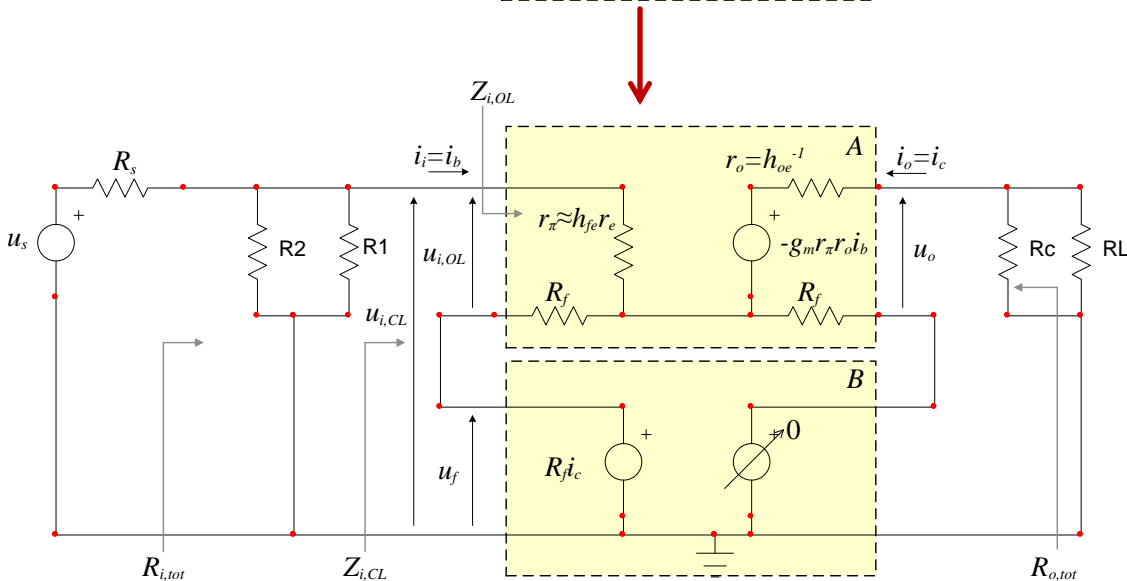 Z_{i,OL}
A
R_s
i_i=i_b
r_o=h_{oe}^{-1}
i_o=i_c
+
+
u_s
R2
R1
r_π≈h_{fe}r_e
-g_m r_π r_o i_b
u_o
Rc
RL
u_{i,OL}
R_f
R_f
u_{i,CL}
B
+
+
0
u_f
R_f i_c
R_{i,tot}
Z_{i,CL}
R_{o,tot}